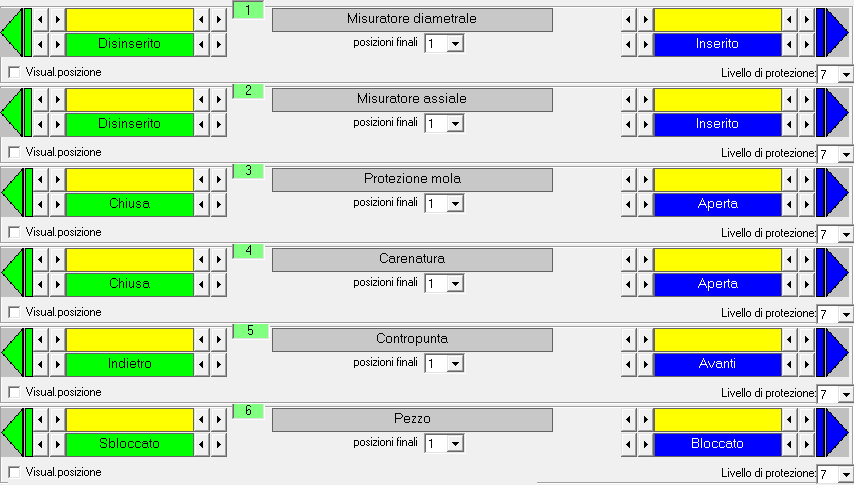 1
Misuratore diametrale
Disinserito posizioni finali 1 Inserito
Visual.posizione Livello di protezione: 7
2
Misuratore assiale
Disinserito posizioni finali 1 Inserito
Visual.posizione Livello di protezione: 7
3
Protezione mola
Chiusa posizioni finali 1 Aperta
Visual.posizione Livello di protezione: 7
4
Carenatura
Chiusa posizioni finali 1 Aperta
Visual.posizione Livello di protezione: 7
5
Contropunta
Indietro posizioni finali 1 Avanti
Visual.posizione Livello di protezione: 7
6
Pezzo
Sbloccato posizioni finali 1 Bloccato
Visual.posizione Livello di protezione: 7